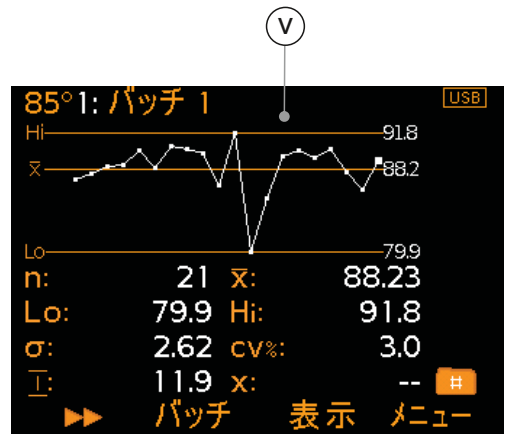 V
85°1: バッチ 1 USB
Hi 91.8
x̅ 88.2
Lo 79.9
n: 21 x̅: 88.23
Lo: 79.9 Hi: 91.8
σ: 2.62 cv%: 3.0
I: 11.9 x: -- #
バッチ 表示 メニュー